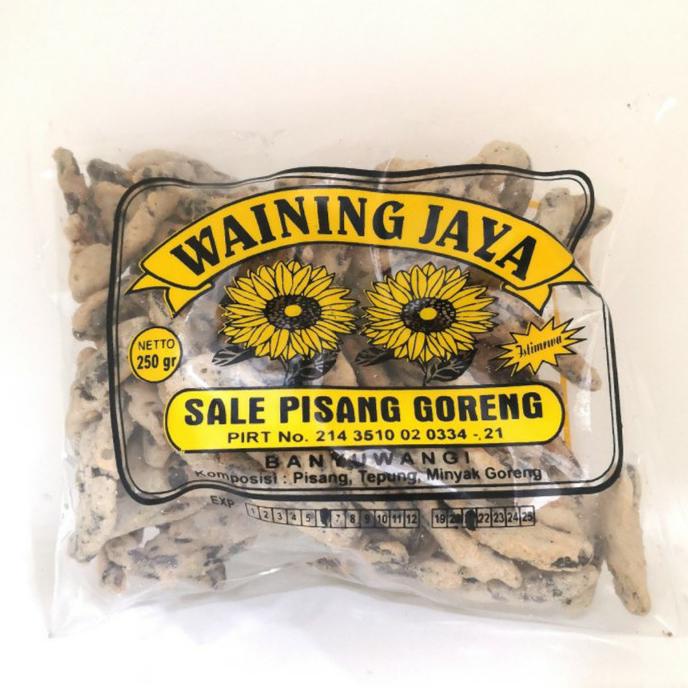 WAINING JAYA
NETTO
250 gr
Istimewa
SALE PISANG GORENG
PIRT No. 214 3510 02 0334 -.21
BANYUWANGI
Komposisi : Pisang, Tepung, Minyak Goreng
EXP 1 2 3 4 5 7 8 9 10 11 12 19 20 22 23 24 25